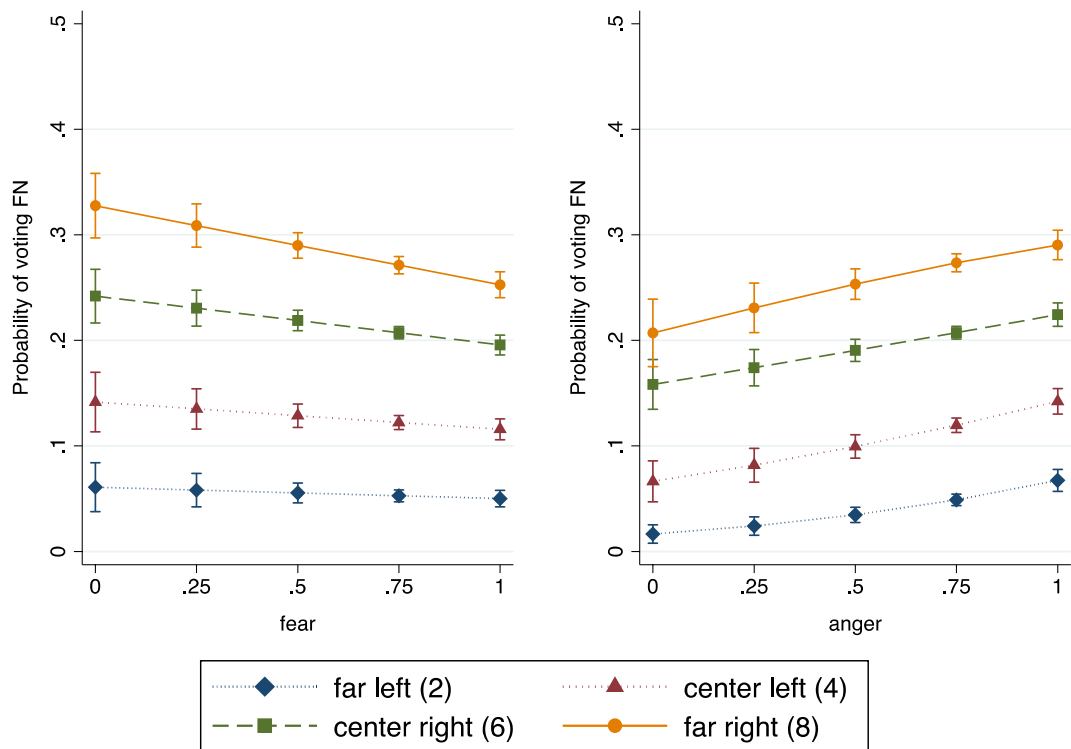 .5
.4
.3
.2
.1
0
Probability of voting FN
0 .25 .5 .75 1
fear
.5
.4
.3
.2
.1
0
Probability of voting FN
0 .25 .5 .75 1
anger
far left (2) center left (4)
center right (6) far right (8)